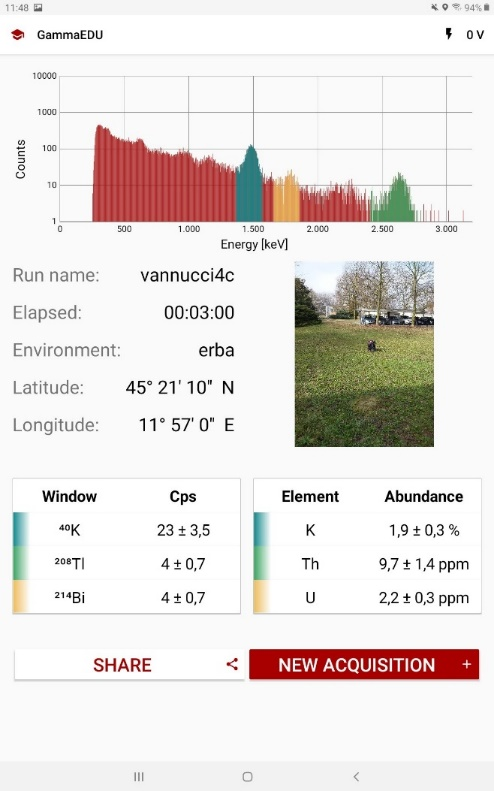 11:48 94%
GammaEDU 0 V
10000
1000
100
10
1
Counts
0 500 1.000 1.500 2.000 2.500 3.000
Energy [keV]
Run name: vannucci4c
Elapsed: 00:03:00
Environment: erba
Latitude: 45° 21' 10" N
Longitude: 11° 57' 0" E
Window Cps
⁴⁰K 23 ± 3,5
²⁰⁸Tl 4 ± 0,7
²¹⁴Bi 4 ± 0,7
Element Abundance
K 1,9 ± 0,3 %
Th 9,7 ± 1,4 ppm
U 2,2 ± 0,3 ppm
SHARE
NEW ACQUISITION +